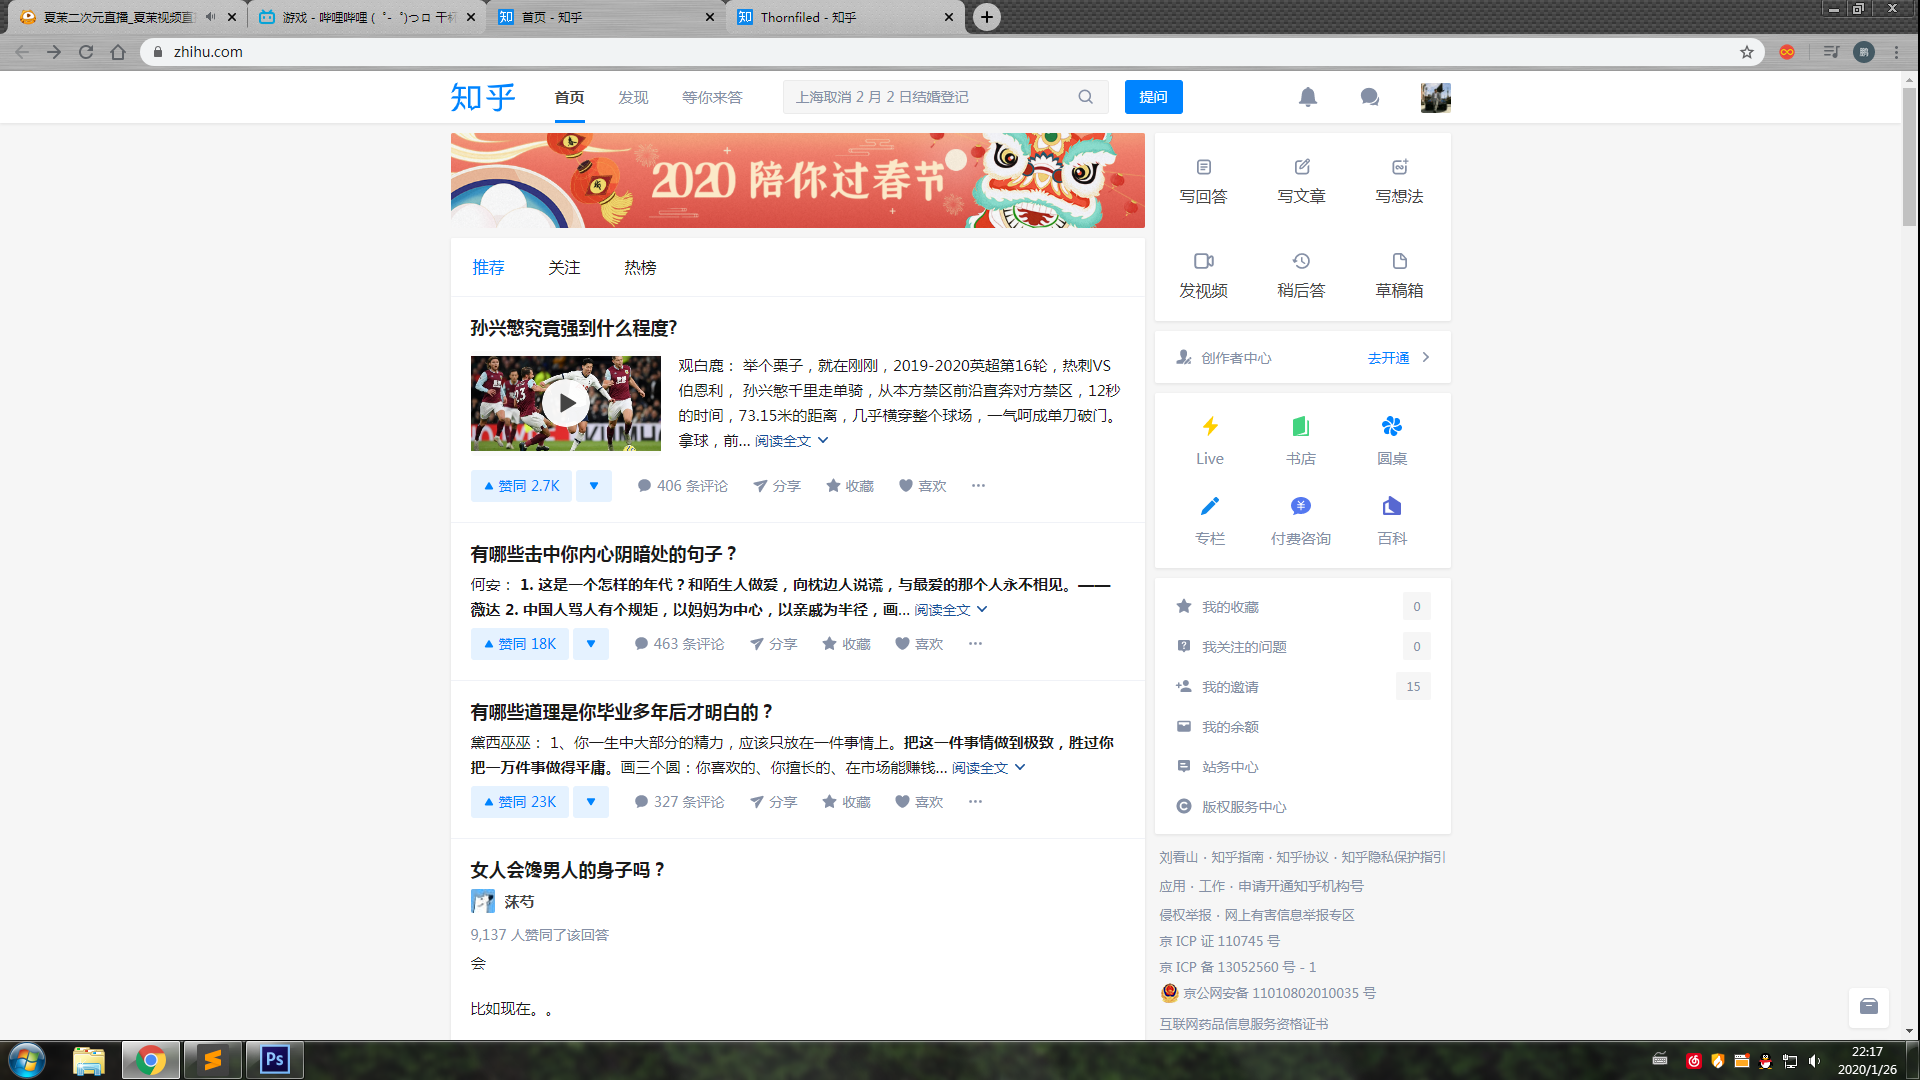 夏茉二次元直播_夏茉视频直
游戏 - 哔哩哔哩 ( ゜- ゜)つロ 干杯
首页 - 知乎
Thornfiled - 知乎
zhihu.com
知乎
首页
发现
等你来答
上海取消 2 月 2 日结婚登记
提问
2020 陪你过春节
推荐
关注
热榜
孙兴慜究竟强到什么程度?
观白鹿： 举个栗子，就在刚刚，2019-2020英超第16轮，热刺VS
伯恩利， 孙兴慜千里走单骑，从本方禁区前沿直奔对方禁区，12秒
的时间，73.15米的距离，几乎横穿整个球场，一气呵成单刀破门。
拿球，前... 阅读全文
赞同 2.7K
406 条评论
分享
收藏
喜欢
有哪些击中你内心阴暗处的句子？
何妄： 1. 这是一个怎样的年代？和陌生人做爱，向枕边人说谎，与最爱的那个人永不相见。——
薇达 2. 中国人骂人有个规矩，以妈妈为中心，以亲戚为半径，画... 阅读全文
赞同 18K
463 条评论
分享
收藏
喜欢
有哪些道理是你毕业多年后才明白的？
黛西巫巫： 1、你一生中大部分的精力，应该只放在一件事情上。把这一件事情做到极致，胜过你
把一万件事做得平庸。画三个圆：你喜欢的、你擅长的、在市场能赚钱... 阅读全文
赞同 23K
327 条评论
分享
收藏
喜欢
女人会馋男人的身子吗？
莯芍
9,137 人赞同了该回答
会
比如现在。。
写回答
写文章
写想法
发视频
稍后答
草稿箱
创作者中心
去开通
Live
书店
圆桌
专栏
付费咨询
百科
我的收藏
0
我关注的问题
0
我的邀请
15
我的余额
站务中心
版权服务中心
刘看山 · 知乎指南 · 知乎协议 · 知乎隐私保护指引
应用 · 工作 · 申请开通知乎机构号
侵权举报 · 网上有害信息举报专区
京 ICP 证 110745 号
京 ICP 备 13052560 号 - 1
京公网安备 11010802010035 号
互联网药品信息服务资格证书
Ps
22:17
2020/1/26